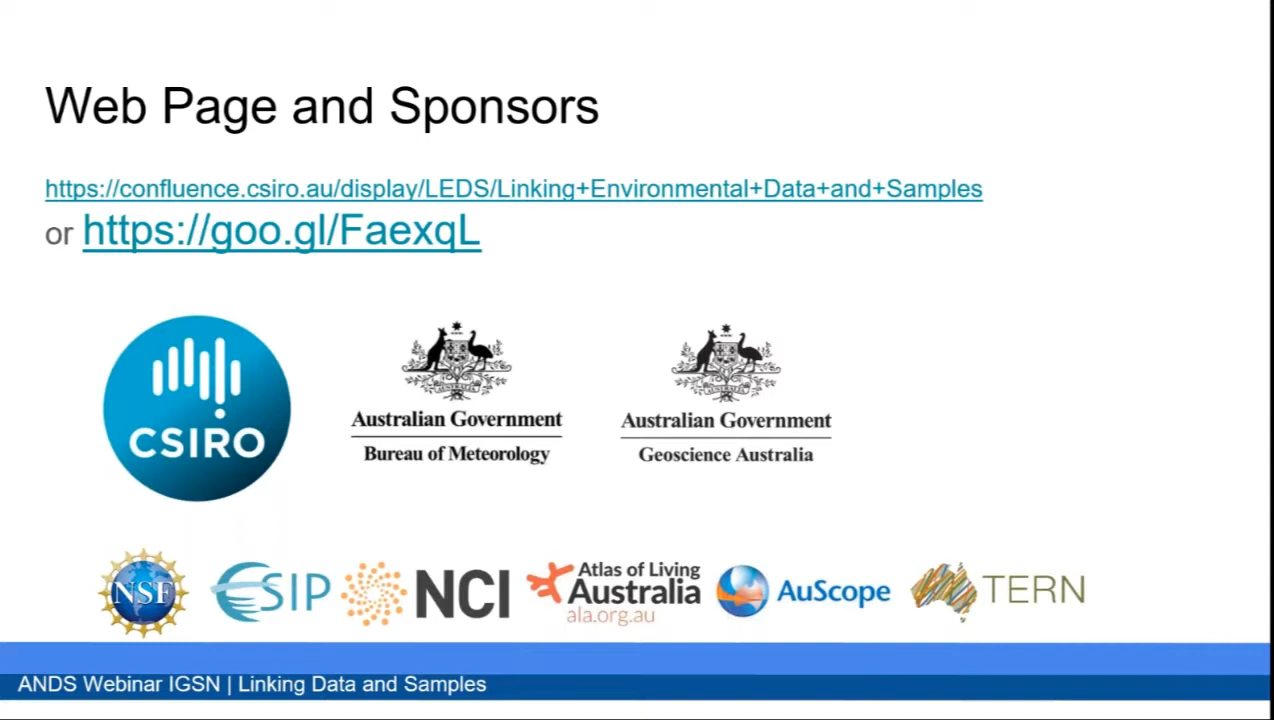 Web Page and Sponsors
https://confluence.csiro.au/display/LEDS/Linking+Environmental+Data+and+Samples
or https://goo.gl/FaexqL
CSIRO
Australian Government
Bureau of Meteorology
Australian Government
Geoscience Australia
NSF
ESIP
NCI
Atlas of Living
Australia
ala.org.au
AuScope
TERN
ANDS Webinar IGSN | Linking Data and Samples